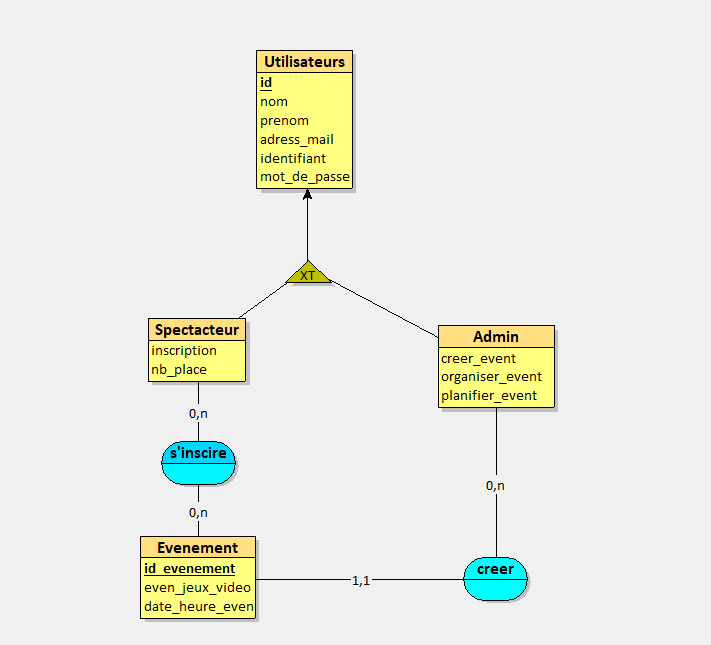 Utilisateurs
id
nom
prenom
adress_mail
identifiant
mot_de_passe
XT
Spectacteur
inscription
nb_place
Admin
creer_event
organiser_event
planifier_event
0,n
s'inscire
0,n
0,n
Evenement
id_evenement
even_jeux_video
date_heure_even
1,1
creer